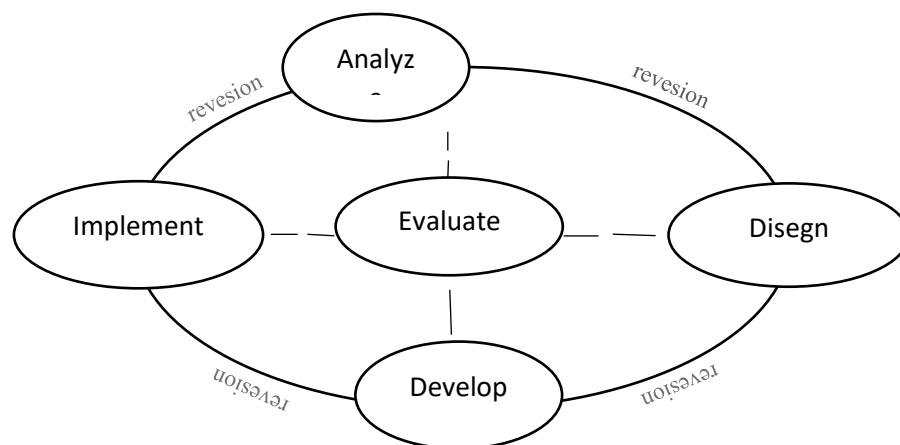 Analyz
revesion
revesion
Implement
Evaluate
Disegn
Develop
revesion
revesion